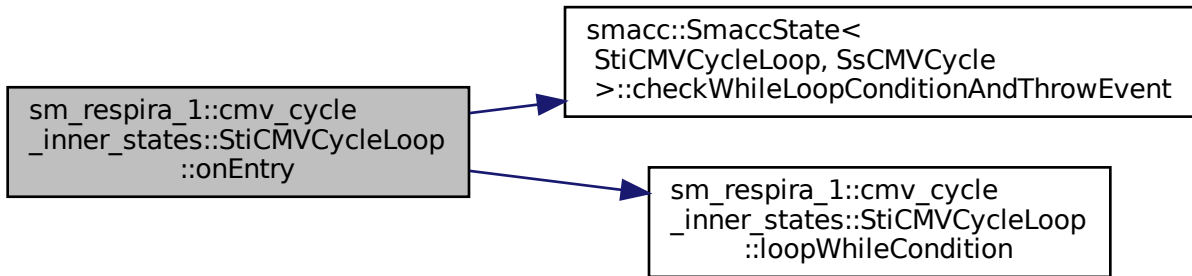 sm_respira_1::cmv_cycle
_inner_states::StiCMVCycleLoop
::onEntry
smacc::SmaccState<
StiCMVCycleLoop, SsCMVCycle
>::checkWhileLoopConditionAndThrowEvent
sm_respira_1::cmv_cycle
_inner_states::StiCMVCycleLoop
::loopWhileCondition